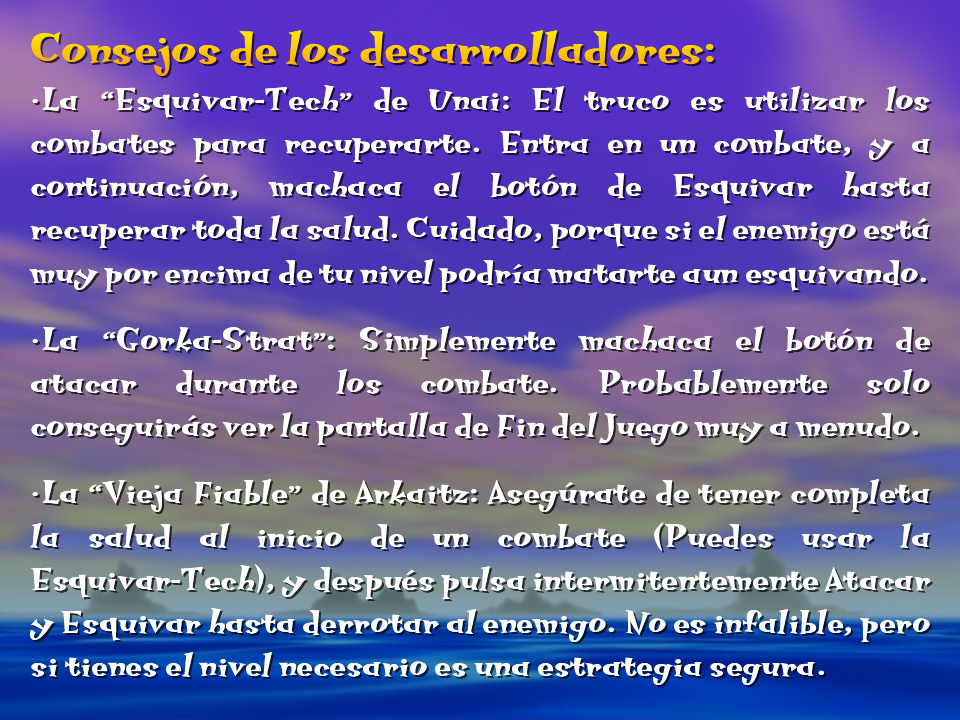 Consejos de los desarrolladores:
·La “Esquivar-Tech” de Unai: El truco es utilizar los
combates para recuperarte. Entra en un combate, y a
continuación, machaca el botón de Esquivar hasta
recuperar toda la salud. Cuidado, porque si el enemigo está
muy por encima de tu nivel podría matarte aun esquivando.
·La “Gorka-Strat”: Simplemente machaca el botón de
atacar durante los combate. Probablemente solo
conseguirás ver la pantalla de Fin del Juego muy a menudo.
·La “Vieja Fiable” de Arkaitz: Asegúrate de tener completa
la salud al inicio de un combate (Puedes usar la
Esquivar-Tech), y después pulsa intermitentemente Atacar
y Esquivar hasta derrotar al enemigo. No es infalible, pero
si tienes el nivel necesario es una estrategia segura.